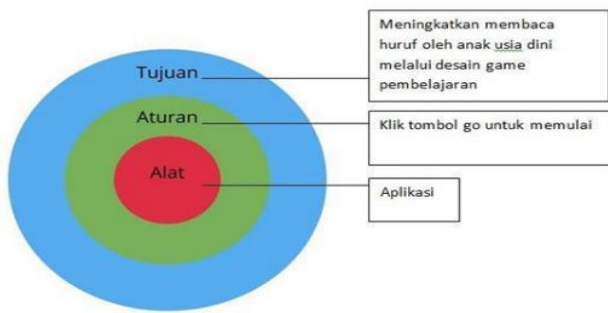 Tujuan
Meningkatkan membaca
huruf oleh anak usia dini
melalui desain game
pembelajaran
Aturan
Klik tombol go untuk memulai
Alat
Aplikasi